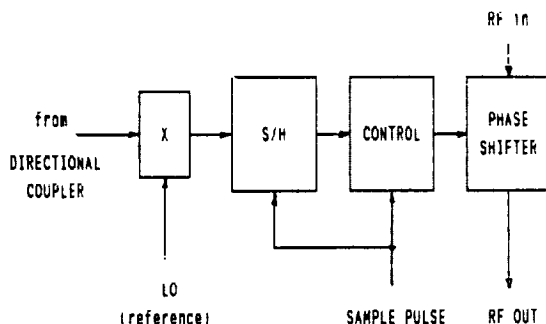 RF in
from
DIRECTIONAL
COUPLER
X
S/H
CONTROL
PHASE
SHIFTER
LO
(reference)
SAMPLE PULSE
RF OUT